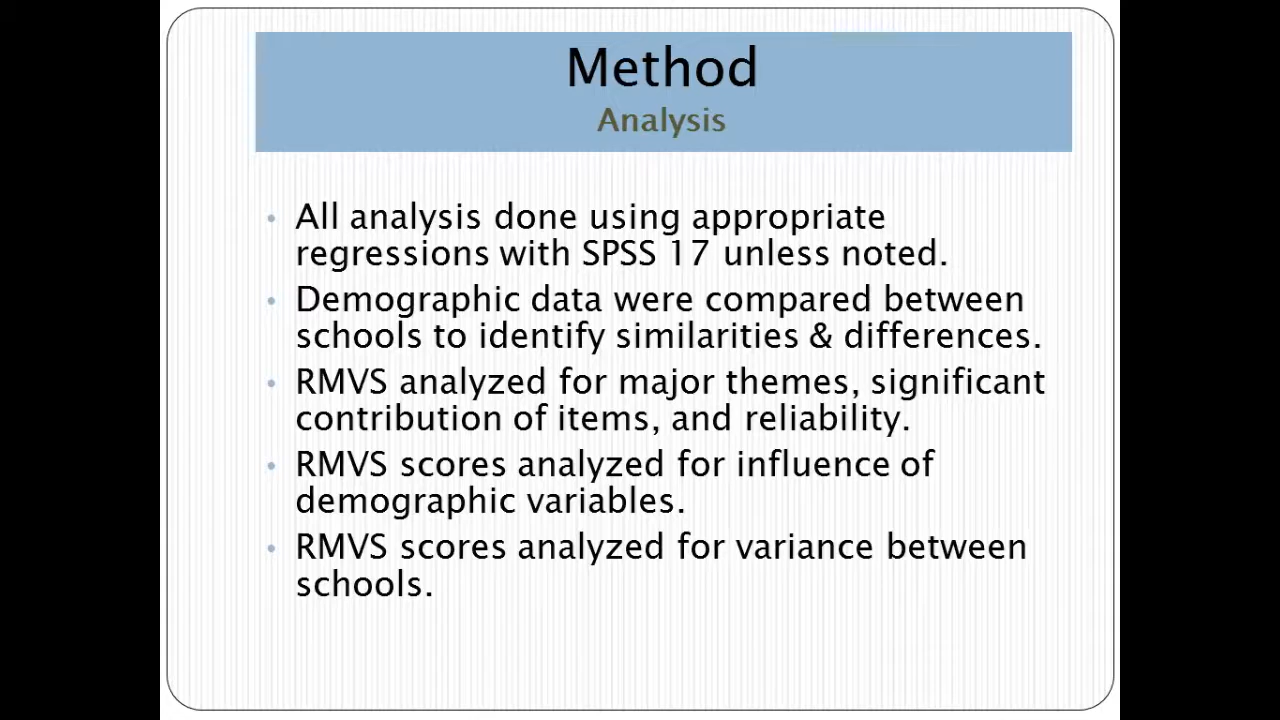 Method
Analysis
• All analysis done using appropriate
regressions with SPSS 17 unless noted.
• Demographic data were compared between
schools to identify similarities & differences.
• RMVS analyzed for major themes, significant
contribution of items, and reliability.
• RMVS scores analyzed for influence of
demographic variables.
• RMVS scores analyzed for variance between
schools.